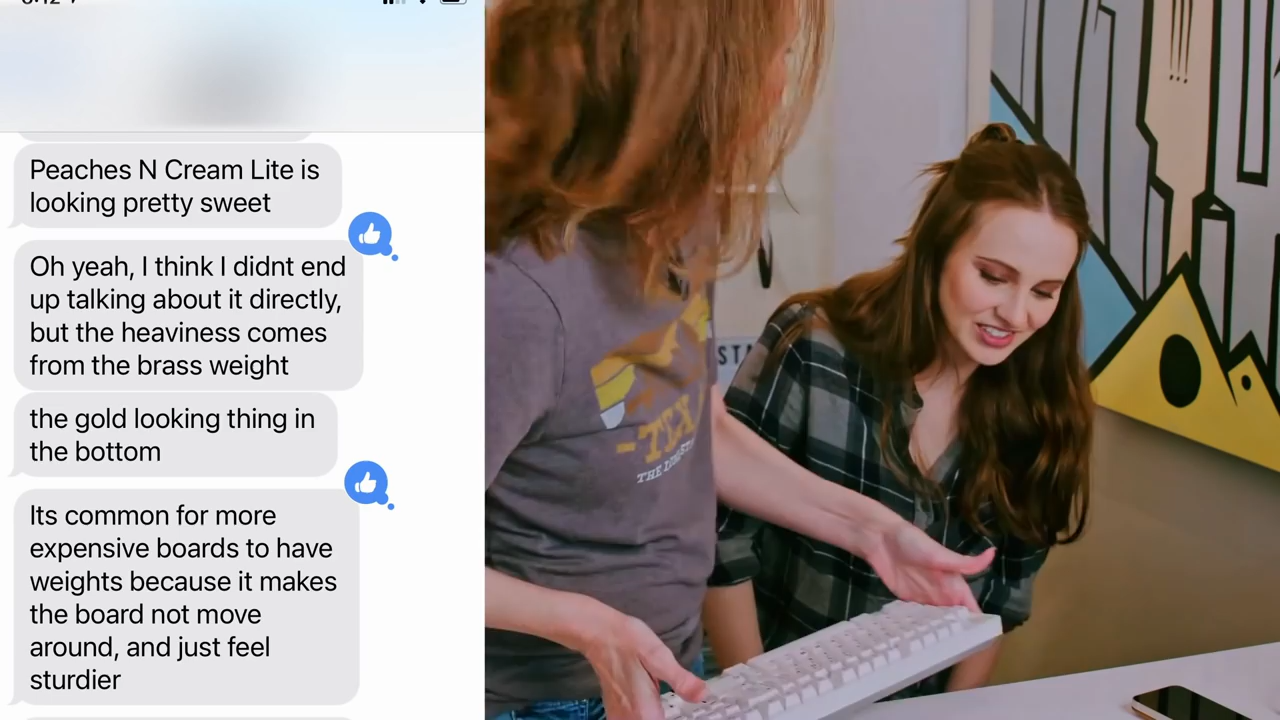 Peaches N Cream Lite is
looking pretty sweet
Oh yeah, I think I didnt end
up talking about it directly,
but the heaviness comes
from the brass weight
the gold looking thing in
the bottom
Its common for more
expensive boards to have
weights because it makes
the board not move
around, and just feel
sturdier